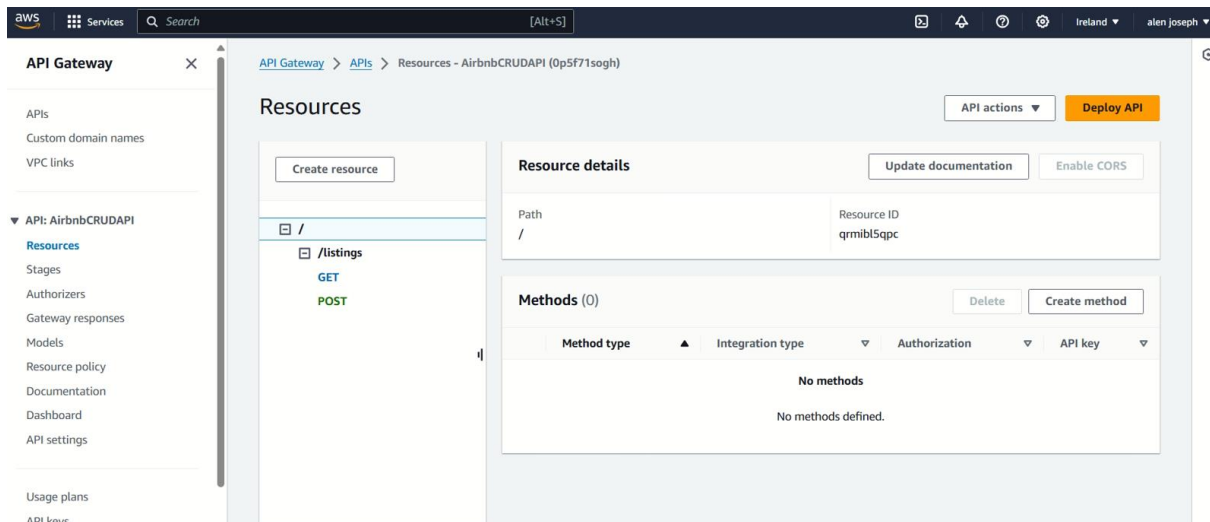 aws Services Search [Alt+S] Ireland alen joseph
API Gateway
APIs
Custom domain names
VPC links
API: AirbnbCRUDAPI
Resources
Stages
Authorizers
Gateway responses
Models
Resource policy
Documentation
Dashboard
API settings
Usage plans
API keys
API Gateway > APIs > Resources - AirbnbCRUDAPI (0p5f71sogh)
Resources
API actions Deploy API
Create resource
/
/listings
GET
POST
Resource details Update documentation Enable CORS
Path Resource ID
/ qrmibl5qpc
Methods (0) Delete Create method
Method type Integration type Authorization API key
No methods
No methods defined.